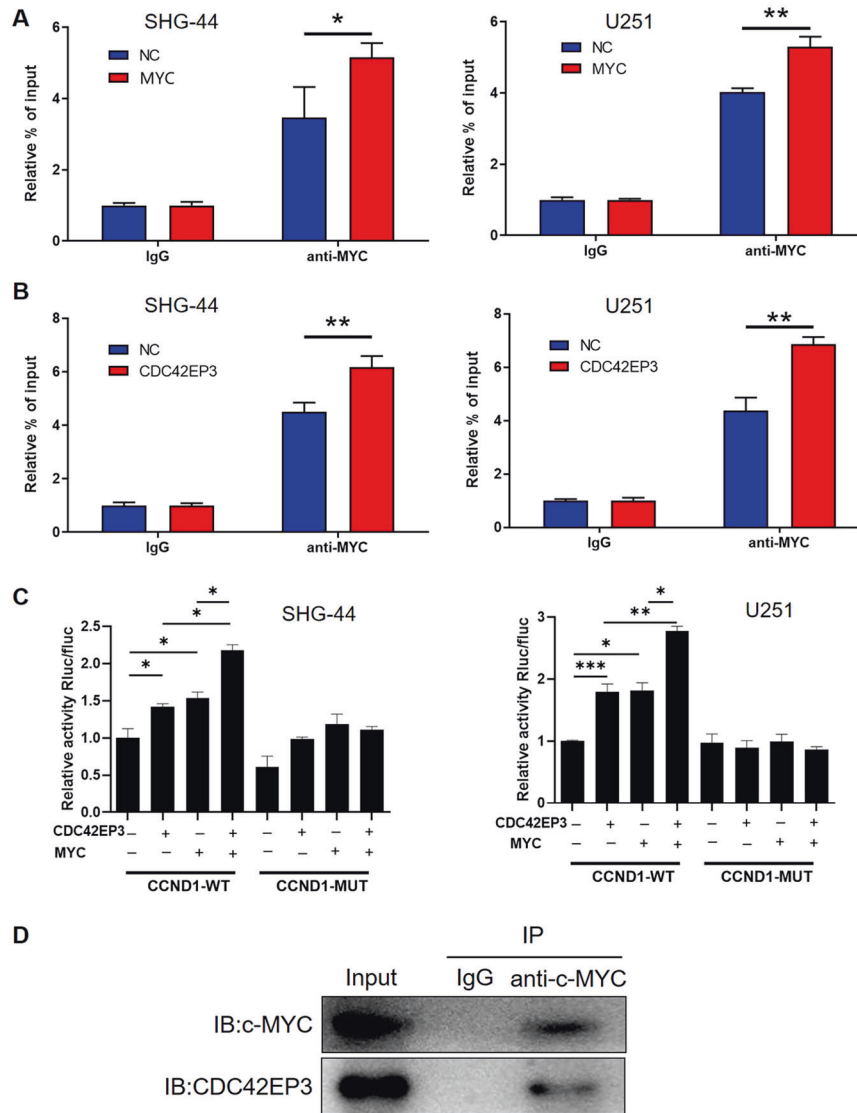 A
SHG-44
U251
Relative % of input
6
4
2
0
NC
MYC
*
IgG
anti-MYC
Relative % of input
6
4
2
0
NC
MYC
**
IgG
anti-MYC
B
SHG-44
U251
Relative % of input
8
6
4
2
0
NC
CDC42EP3
**
IgG
anti-MYC
Relative % of input
8
6
4
2
0
NC
CDC42EP3
**
IgG
anti-MYC
C
SHG-44
Relative activity Rluc/fluc
2.5
2.0
1.5
1.0
0.5
0.0
* * * *
CDC42EP3 – + – + – + – +
MYC – – + + – – + +
CCND1-WT CCND1-MUT
U251
Relative activity Rluc/fluc
3
2
1
0
*** * ** *
CDC42EP3 – + – + – + – +
MYC – – + + – – + +
CCND1-WT CCND1-MUT
D
IP
Input IgG anti-c-MYC
IB:c-MYC
IB:CDC42EP3